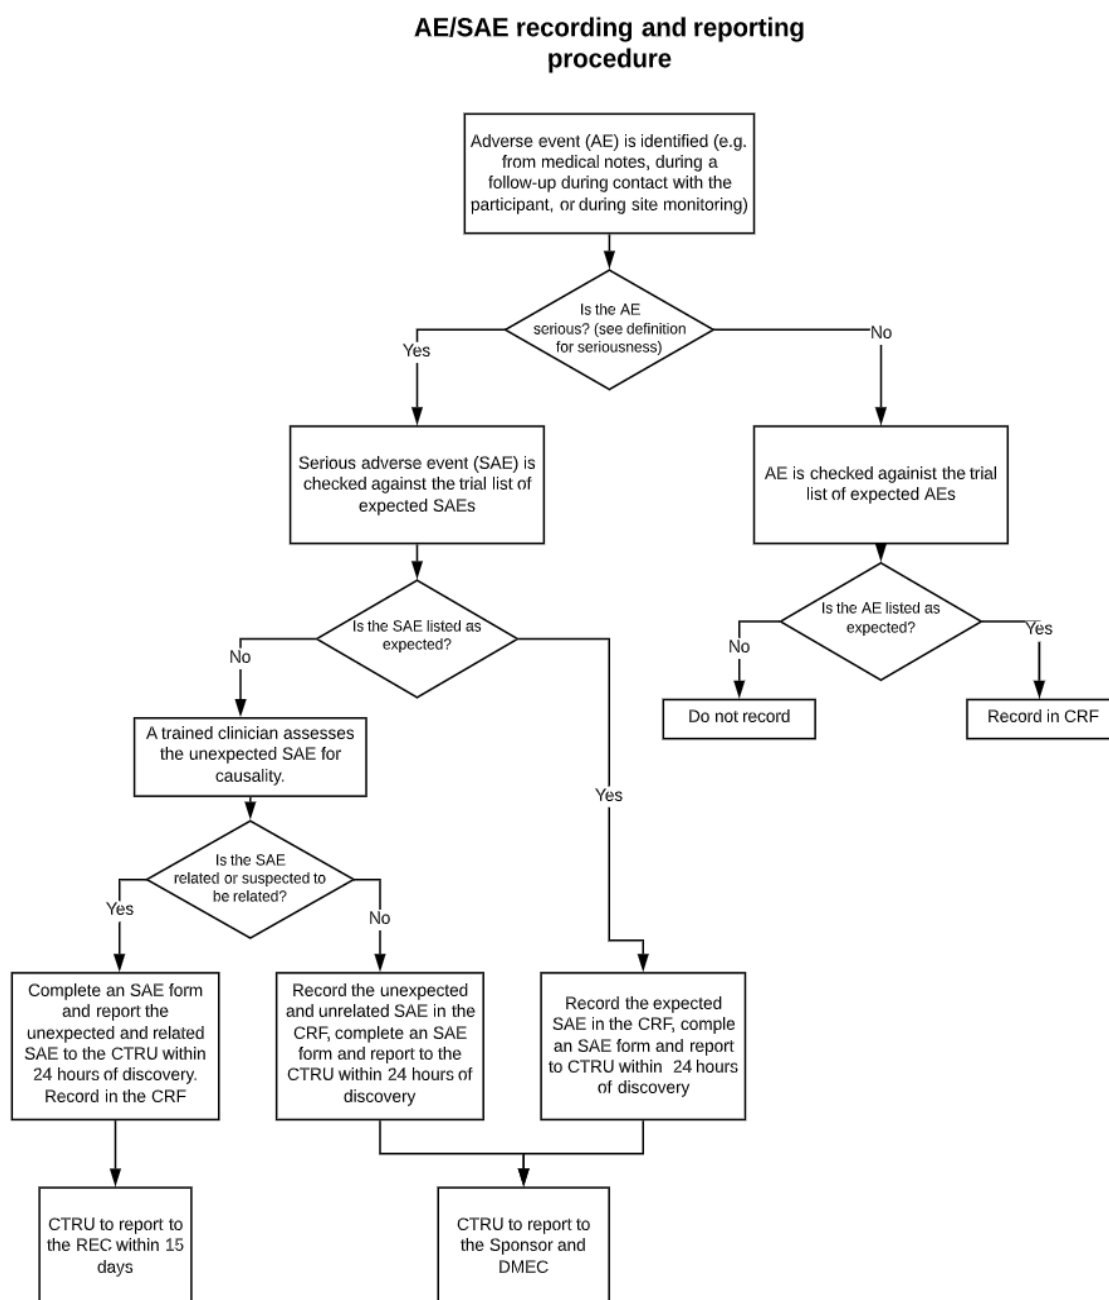 AE/SAE recording and reporting
procedure
Adverse event (AE) is identified (e.g.
from medical notes, during a
follow-up during contact with the
participant, or during site monitoring)
Is the AE
serious? (see definition
for seriousness)
Yes
No
Serious adverse event (SAE) is
checked against the trial list of
expected SAEs
AE is checked againist the trial
list of expected AEs
Is the SAE listed as
expected?
Is the AE listed as
expected?
No
Yes
No
Yes
Do not record
Record in CRF
A trained clinician assesses
the unexpected SAE for
causality.
Is the SAE
related or suspected to
be related?
Yes
No
Complete an SAE form
and report the
unexpected and related
SAE to the CTRU within
24 hours of discovery.
Record in the CRF
Record the unexpected
and unrelated SAE in the
CRF, complete an SAE
form and report to the
CTRU within 24 hours of
discovery
Record the expected
SAE in the CRF, comple
an SAE form and report
to CTRU within 24 hours
of discovery
CTRU to report to
the REC within 15
days
CTRU to report to
the Sponsor and
DMEC